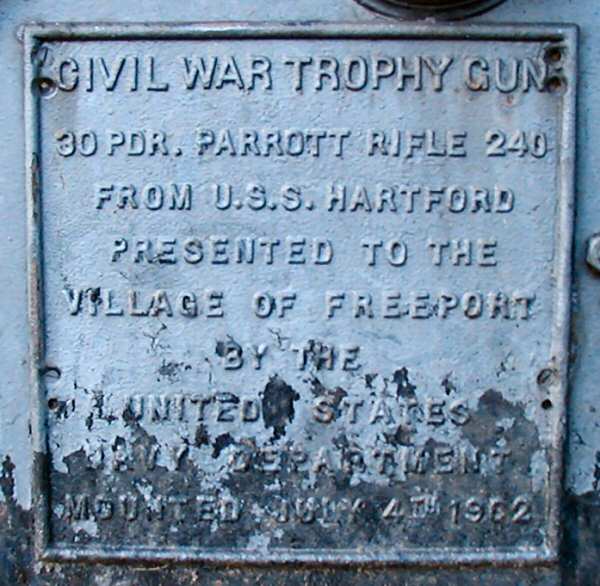 CIVIL WAR TROPHY GUN
30 PDR. PARROTT RIFLE 240
FROM U.S.S. HARTFORD
PRESENTED TO THE
VILLAGE OF FREEPORT
BY THE
UNITED STATES
NAVY DEPARTMENT
MOUNTED JULY 4TH